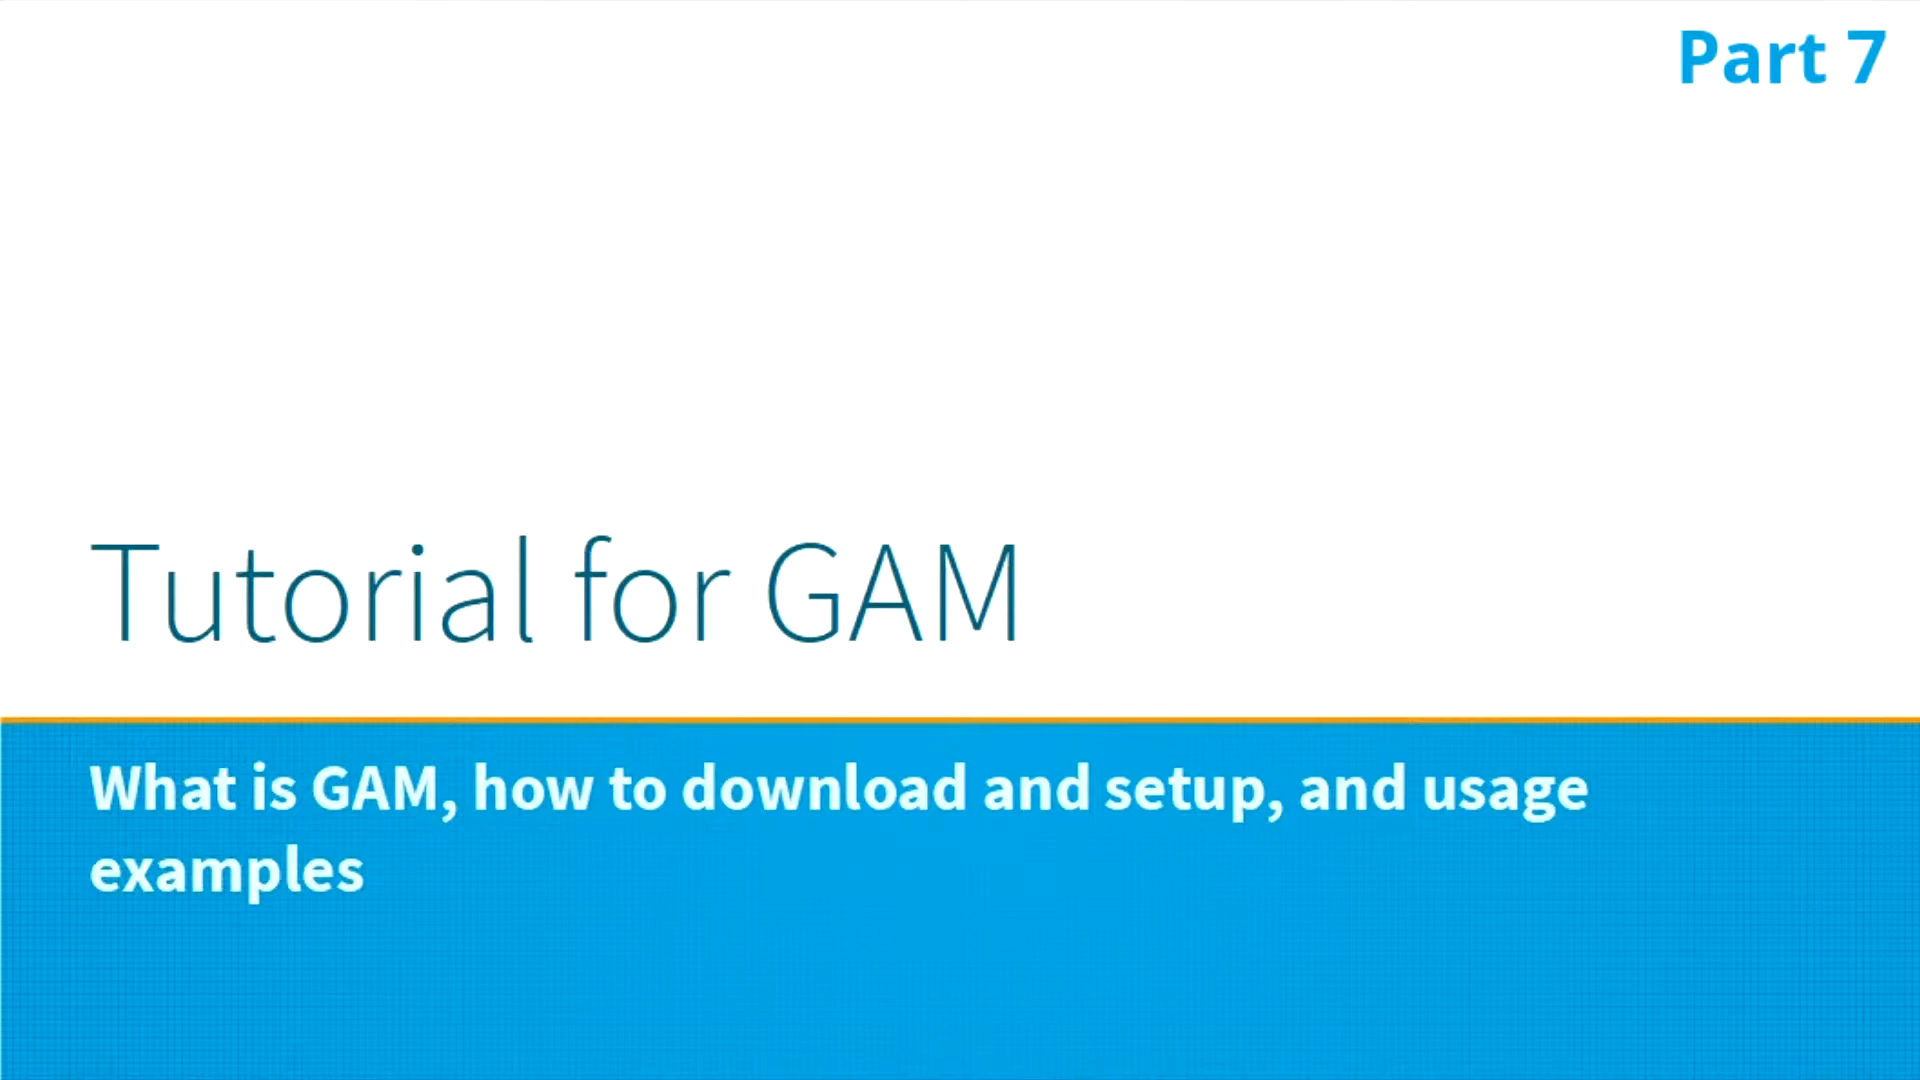 Part 7
Tutorial for GAM
What is GAM, how to download and setup, and usage
examples